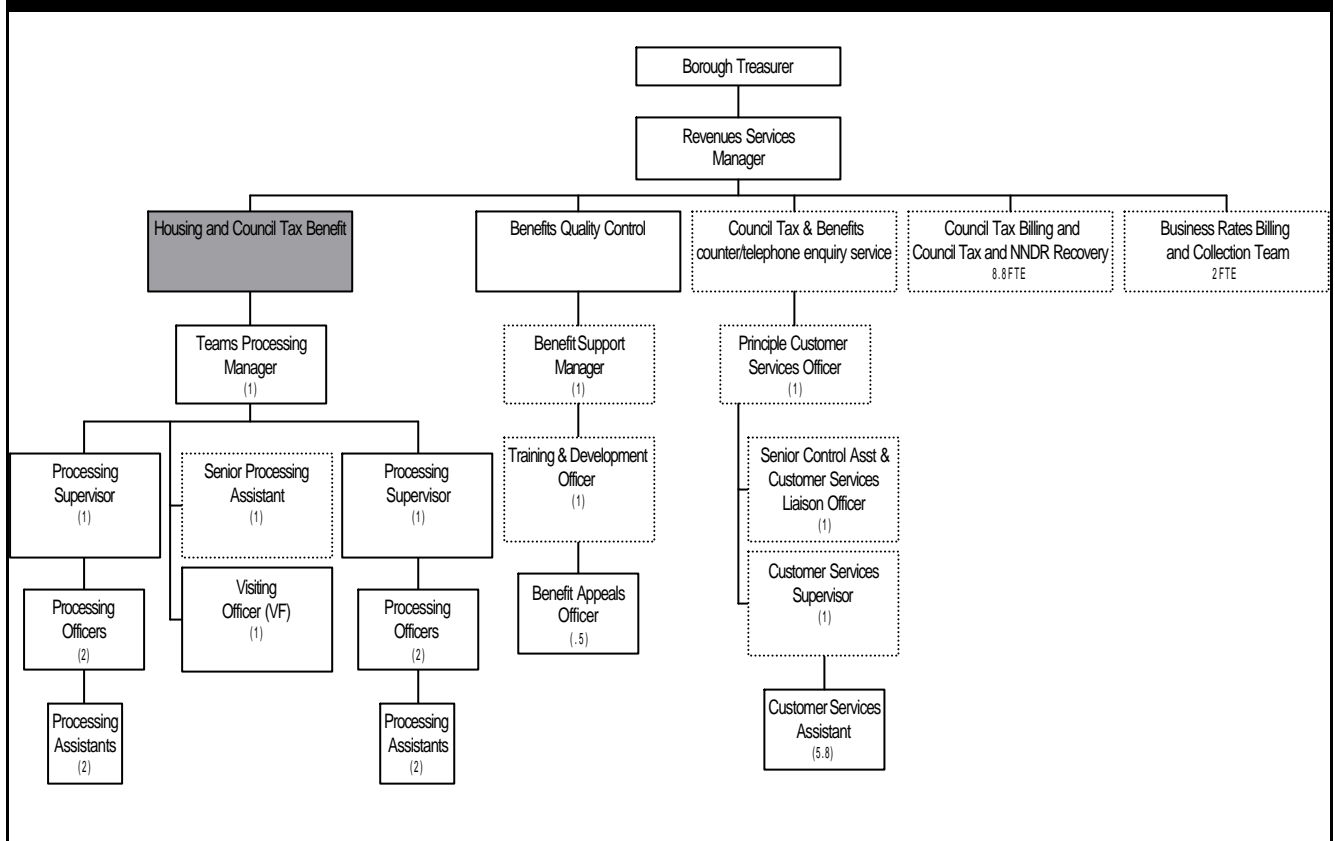 Borough Treasurer
Revenues Services
Manager
Housing and Council Tax Benefit
Benefits Quality Control
Council Tax & Benefits
counter/telephone enquiry service
Council Tax Billing and
Council Tax and NNDR Recovery
8.8FTE
Business Rates Billing
and Collection Team
2FTE
Teams Processing
Manager
(1)
Benefit Support
Manager
(1)
Principle Customer
Services Officer
(1)
Processing
Supervisor
(1)
Senior Processing
Assistant
(1)
Processing
Supervisor
(1)
Training & Development
Officer
(1)
Senior Control Asst &
Customer Services
Liaison Officer
(1)
Processing
Officers
(2)
Visiting
Officer (VF)
(1)
Processing
Officers
(2)
Benefit Appeals
Officer
(.5)
Customer Services
Supervisor
(1)
Processing
Assistants
(2)
Processing
Assistants
(2)
Customer Services
Assistant
(5.8)